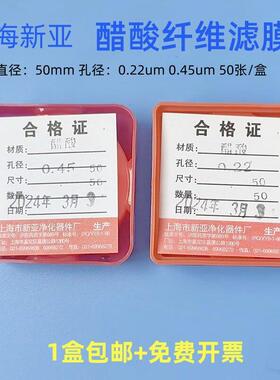 海新亚 醋酸纤维滤膜
直径：50mm 孔径：0.22um 0.45um 50张/盒
合格证
品名：醋酸
孔径：0.45
尺寸：50
数量：50
日期：2024年3月
上海市新亚净化器件厂 生产
合格证
品名：醋酸
孔径：0.22
尺寸：50
数量：50
日期：2024年3月
上海市新亚净化器件厂 生产
1盒包邮+免费开票